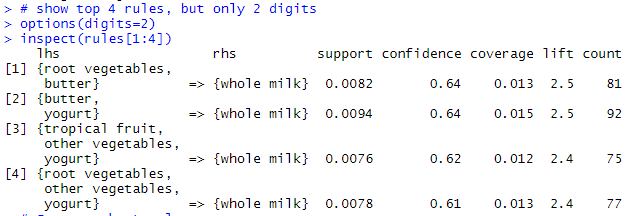 > # show top 4 rules, but only 2 digits
> options(digits=2)
> inspect(rules[1:4])
    lhs                   rhs          support confidence coverage lift count
[1] {root vegetables,
     butter}           => {whole milk}  0.0082       0.64    0.013  2.5    81
[2] {butter,
     yogurt}           => {whole milk}  0.0094       0.64    0.015  2.5    92
[3] {tropical fruit,
     other vegetables,
     yogurt}           => {whole milk}  0.0076       0.62    0.012  2.4    75
[4] {root vegetables,
     other vegetables,
     yogurt}           => {whole milk}  0.0078       0.61    0.013  2.4    77